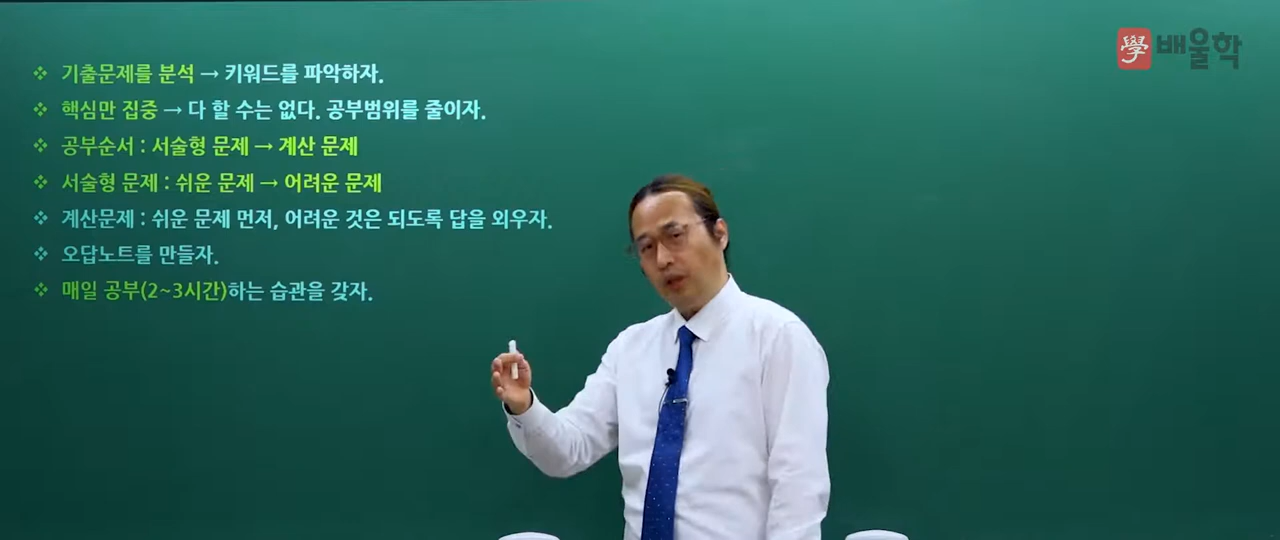 學 배울학
❖ 기출문제를 분석 → 키워드를 파악하자.
❖ 핵심만 집중 → 다 할 수는 없다. 공부범위를 줄이자.
❖ 공부순서 : 서술형 문제 → 계산 문제
❖ 서술형 문제 : 쉬운 문제 → 어려운 문제
❖ 계산문제 : 쉬운 문제 먼저, 어려운 것은 되도록 답을 외우자.
❖ 오답노트를 만들자.
❖ 매일 공부(2~3시간)하는 습관을 갖자.